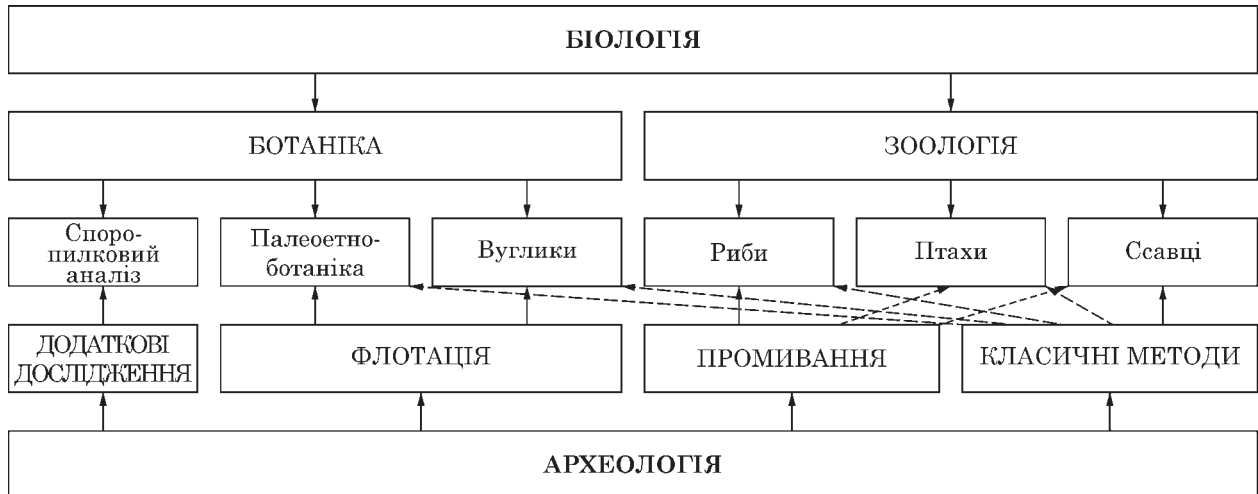 БІОЛОГІЯ
БОТАНІКА
ЗООЛОГІЯ
Споро-
пилковий
аналіз
Палеоетно-
ботаніка
Вуглики
Риби
Птахи
Ссавці
ДОДАТКОВІ
ДОСЛІДЖЕННЯ
ФЛОТАЦІЯ
ПРОМИВАННЯ
КЛАСИЧНІ МЕТОДИ
АРХЕОЛОГІЯ